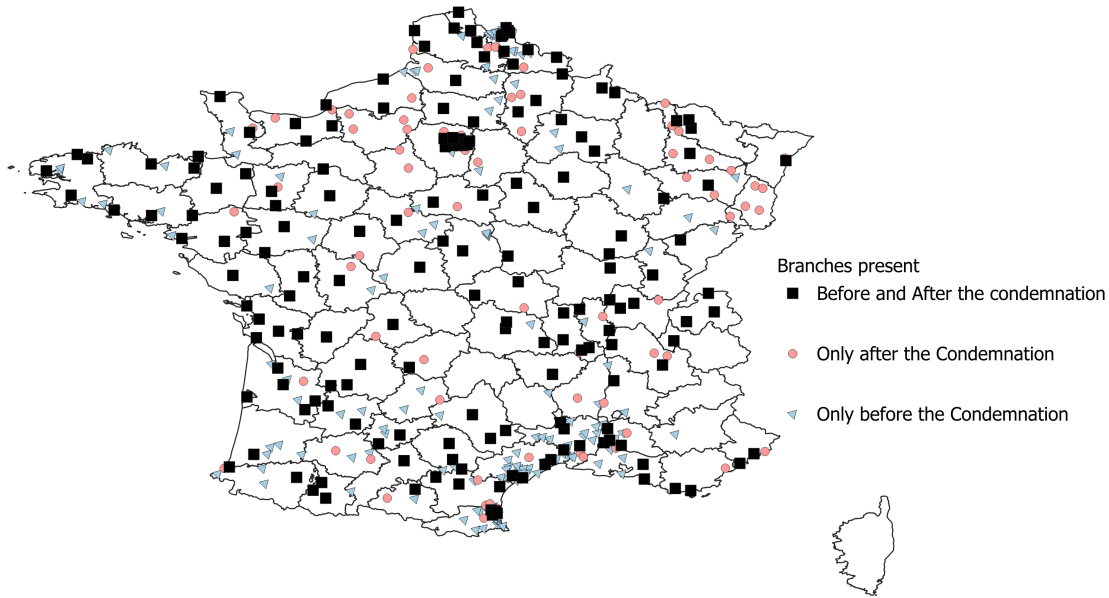 Branches present
Before and After the condemnation
Only after the Condemnation
Only before the Condemnation